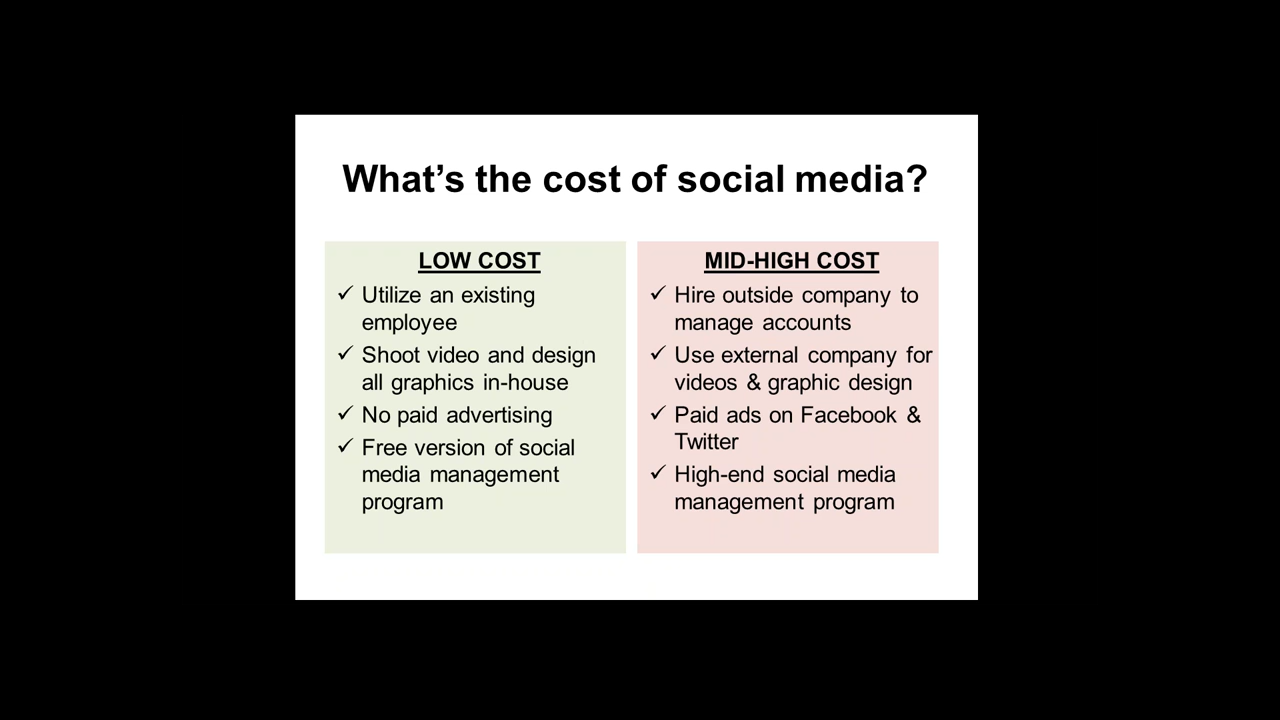 What’s the cost of social media?
LOW COST
✓ Utilize an existing
employee
✓ Shoot video and design
all graphics in-house
✓ No paid advertising
✓ Free version of social
media management
program
MID-HIGH COST
✓ Hire outside company to
manage accounts
✓ Use external company for
videos & graphic design
✓ Paid ads on Facebook &
Twitter
✓ High-end social media
management program